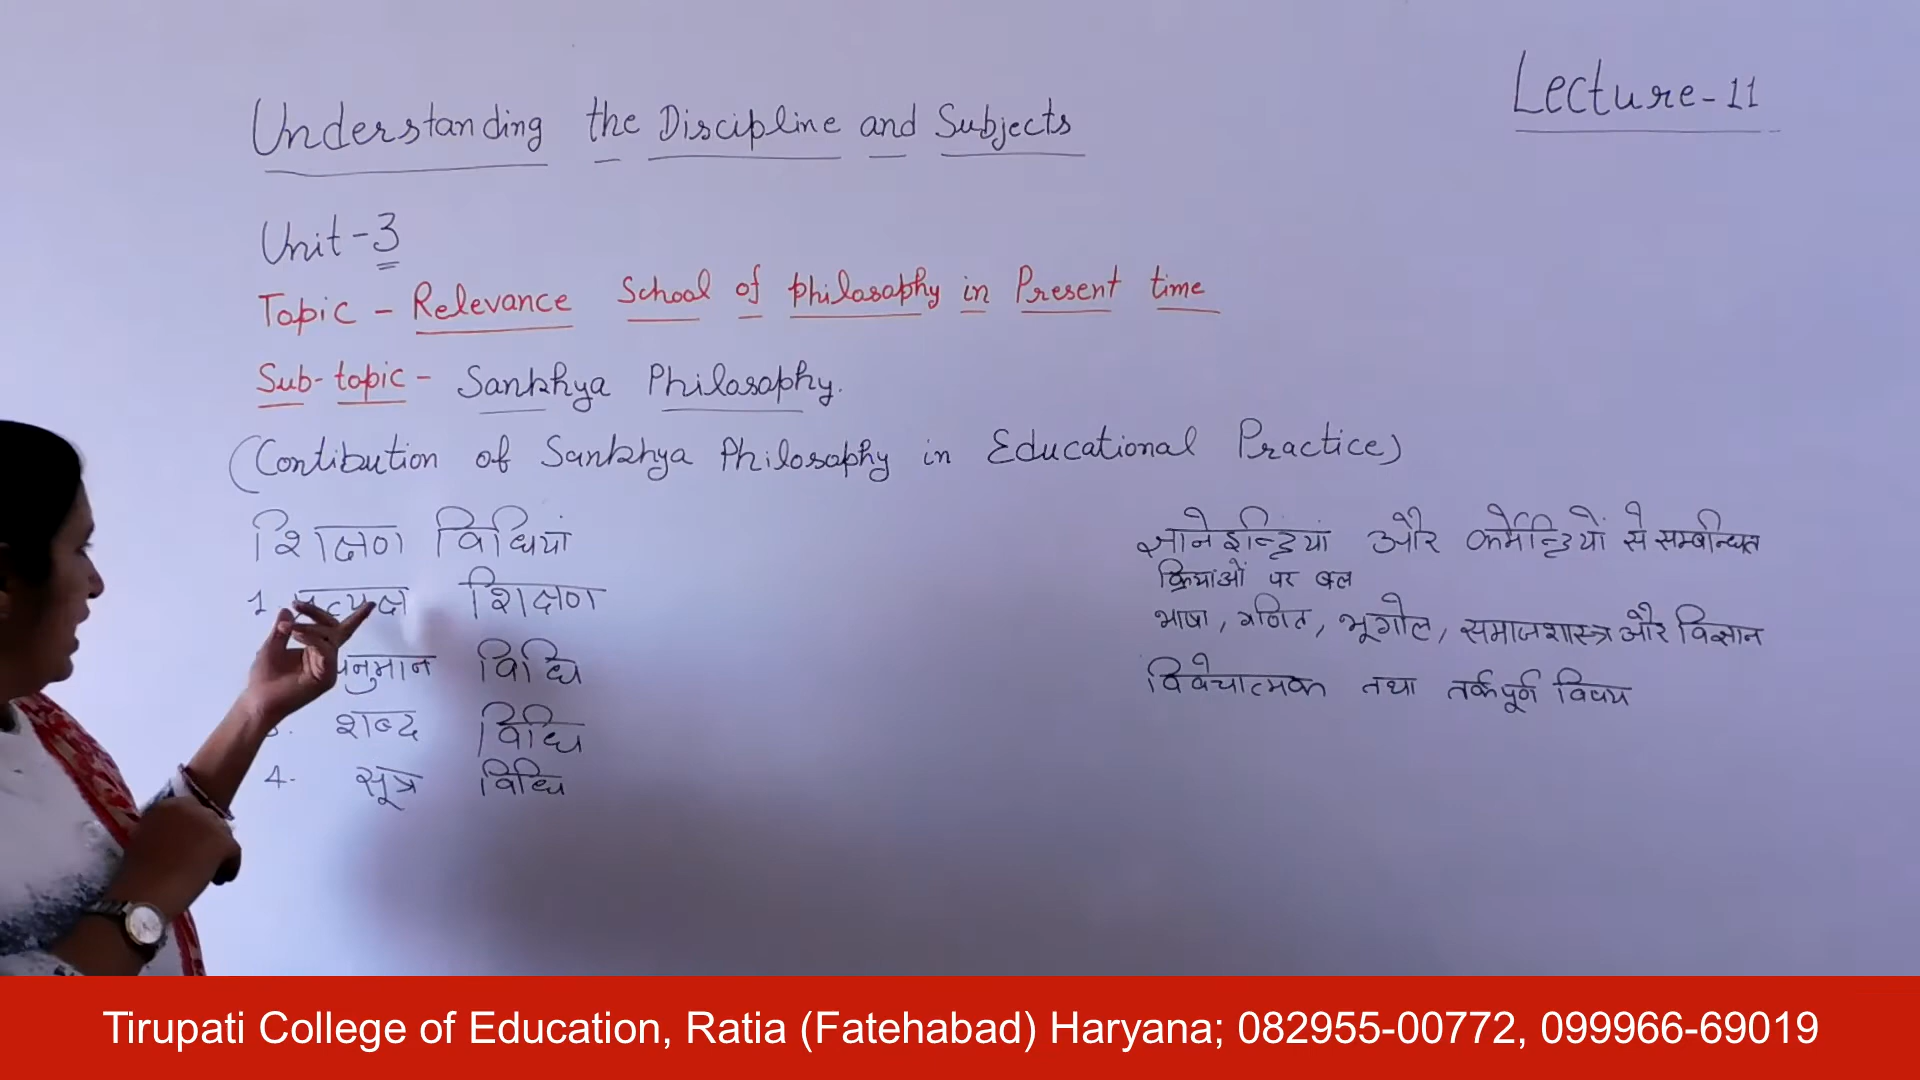 Lecture-11
Understanding the Discipline and Subjects
Unit-3
Topic - Relevance School of Philosophy in Present time
Sub-topic - Sankhya Philosophy.
(Contibution of Sankhya Philosophy in Educational Practice)
शिक्षण विधियां
1. प्रत्यक्ष शिक्षण
अनुमान विधि
3. शब्द विधि
4. सूत्र विधि
ज्ञानेइन्द्रियां और कर्मेन्द्रियों से सम्बन्धित
क्रियांओं पर बल
भाषा, गणित, भूगोल, समाजशास्त्र और विज्ञान
विवेचात्मक तथा तर्कपूर्ण विषय
Tirupati College of Education, Ratia (Fatehabad) Haryana; 082955-00772, 099966-69019